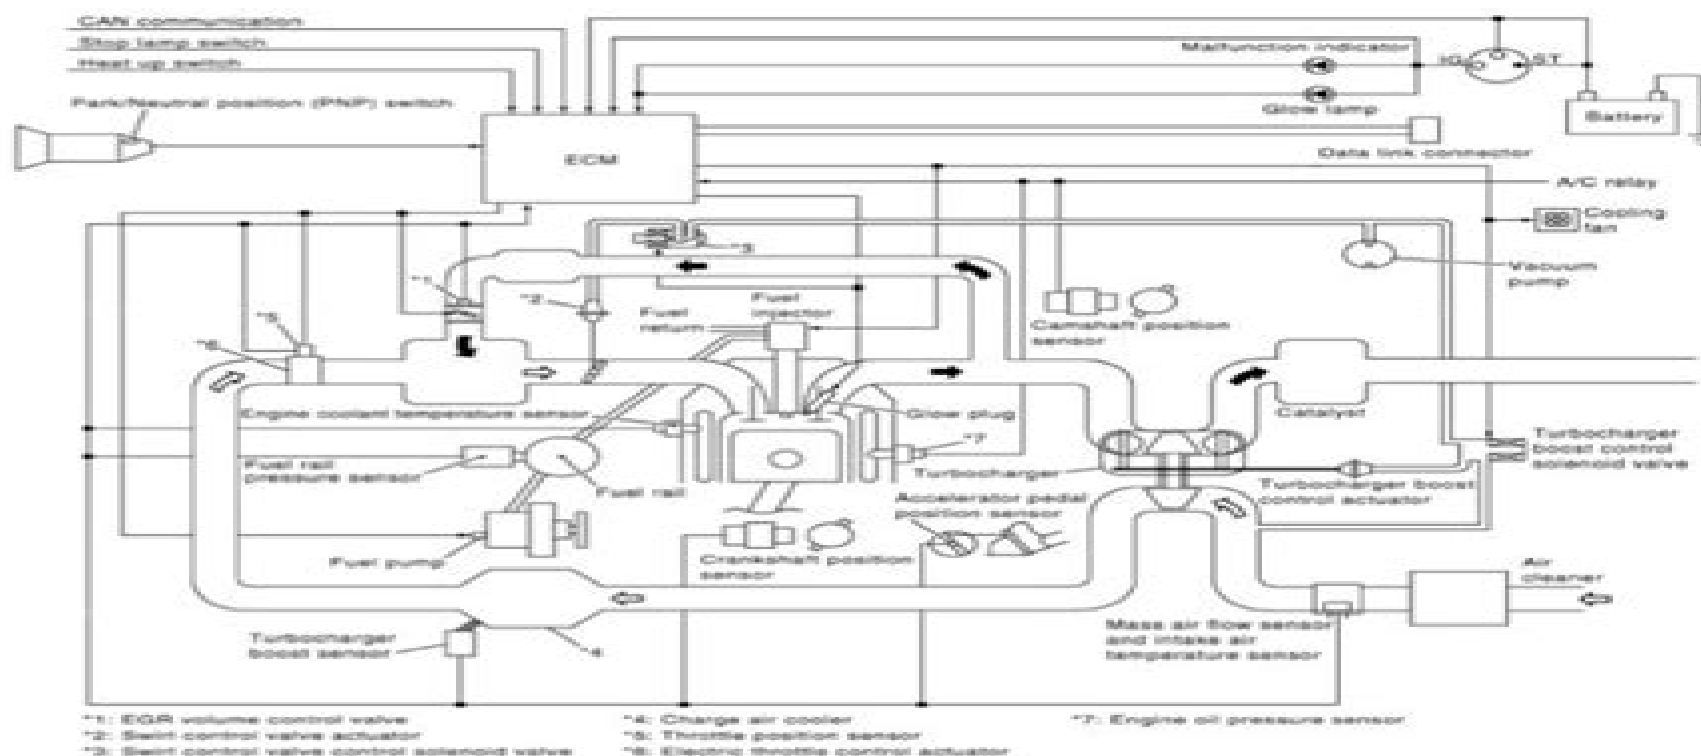 CAN communication
Stop lamp switch
Heat up switch
Park/Neutral position (PNP) switch
ECM
Malfunction indicator
Glow lamp
IG
ST
Battery
Data link connector
A/C relay
Cooling
fan
Vacuum
pump
*3
*1
*2
Fuel
return
Fuel
injector
Camshaft position
sensor
*5
*6
Engine coolant temperature sensor
Glow plug
Catalyst
*7
Turbocharger
boost control
solenoid valve
Fuel rail
pressure sensor
Fuel rail
Turbocharger
Turbocharger boost
control actuator
Accelerator pedal
position sensor
Fuel pump
Crankshaft position
sensor
Air
cleaner
Turbocharger
boost sensor
*4
Mass air flow sensor
and intake air
temperature sensor
*1: EGR volume control valve
*2: Swirl control valve actuator
*3: Swirl control valve control solenoid valve
*4: Charge air cooler
*5: Throttle position sensor
*6: Electric throttle control actuator
*7: Engine oil pressure sensor